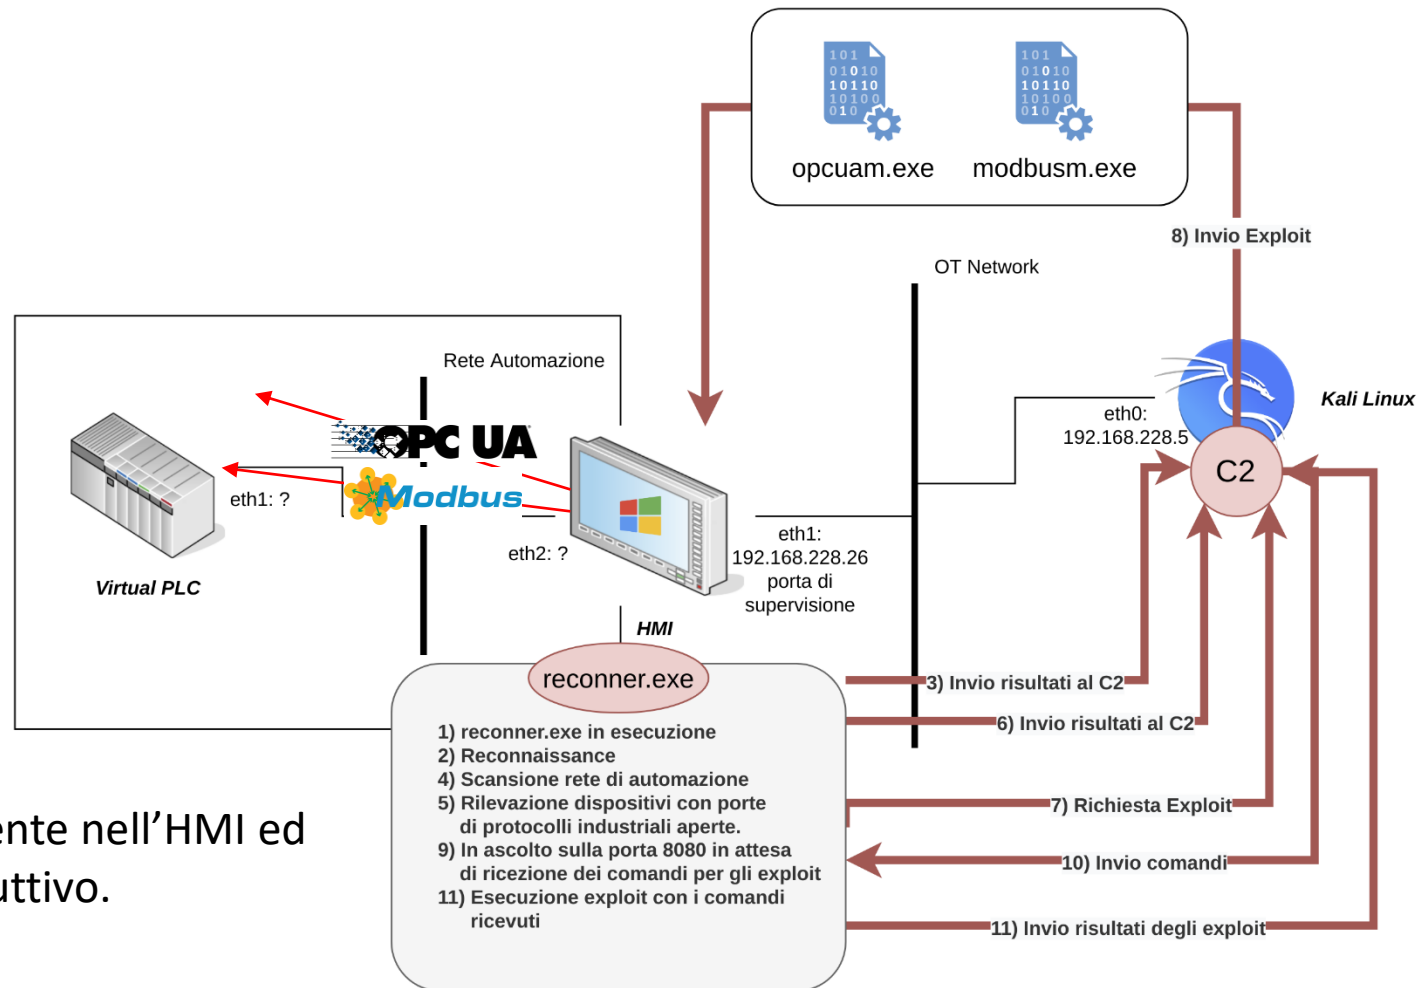 101
01010
10110
10100
010
101
01010
10110
10100
010
opcuam.exe
modbusm.exe
8) Invio Exploit
OT Network
Rete Automazione
OPC UA
Modbus
eth1: ?
eth2: ?
Virtual PLC
eth1:
192.168.228.26
porta di
supervisione
HMI
eth0:
192.168.228.5
Kali Linux
C2
reconner.exe
1) reconner.exe in esecuzione
2) Reconnaissance
4) Scansione rete di automazione
5) Rilevazione dispositivi con porte
di protocolli industriali aperte.
9) In ascolto sulla porta 8080 in attesa
di ricezione dei comandi per gli exploit
11) Esecuzione exploit con i comandi
ricevuti
3) Invio risultati al C2
6) Invio risultati al C2
7) Richiesta Exploit
10) Invio comandi
11) Invio risultati degli exploit
ente nell’HMI ed
uttivo.